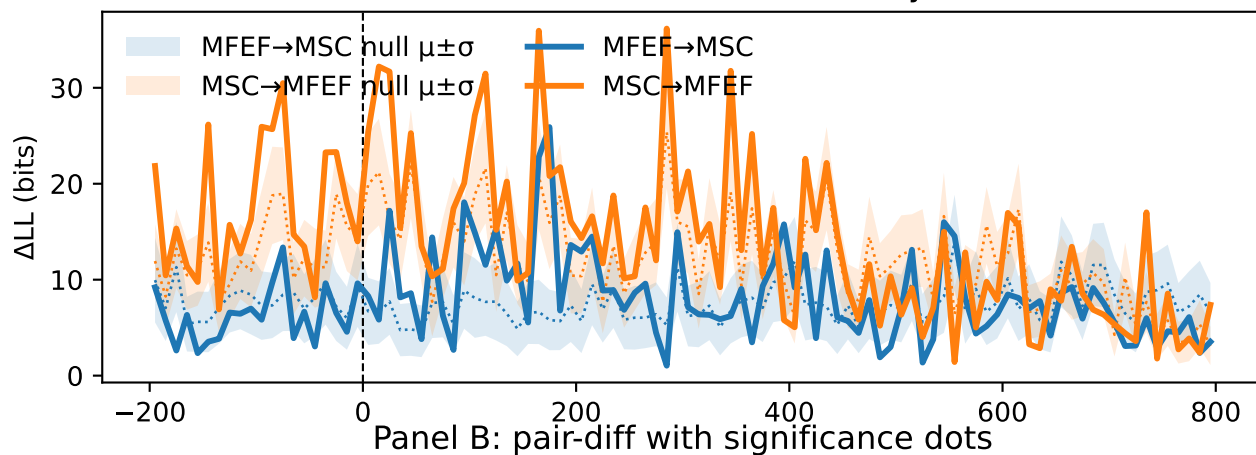 MFEF→MSC null μ±σ
MSC→MFEF null μ±σ
MFEF→MSC
MSC→MFEF
ΔLL (bits)
30
20
10
0
−200 0 200 400 600 800
Panel B: pair-diff with significance dots